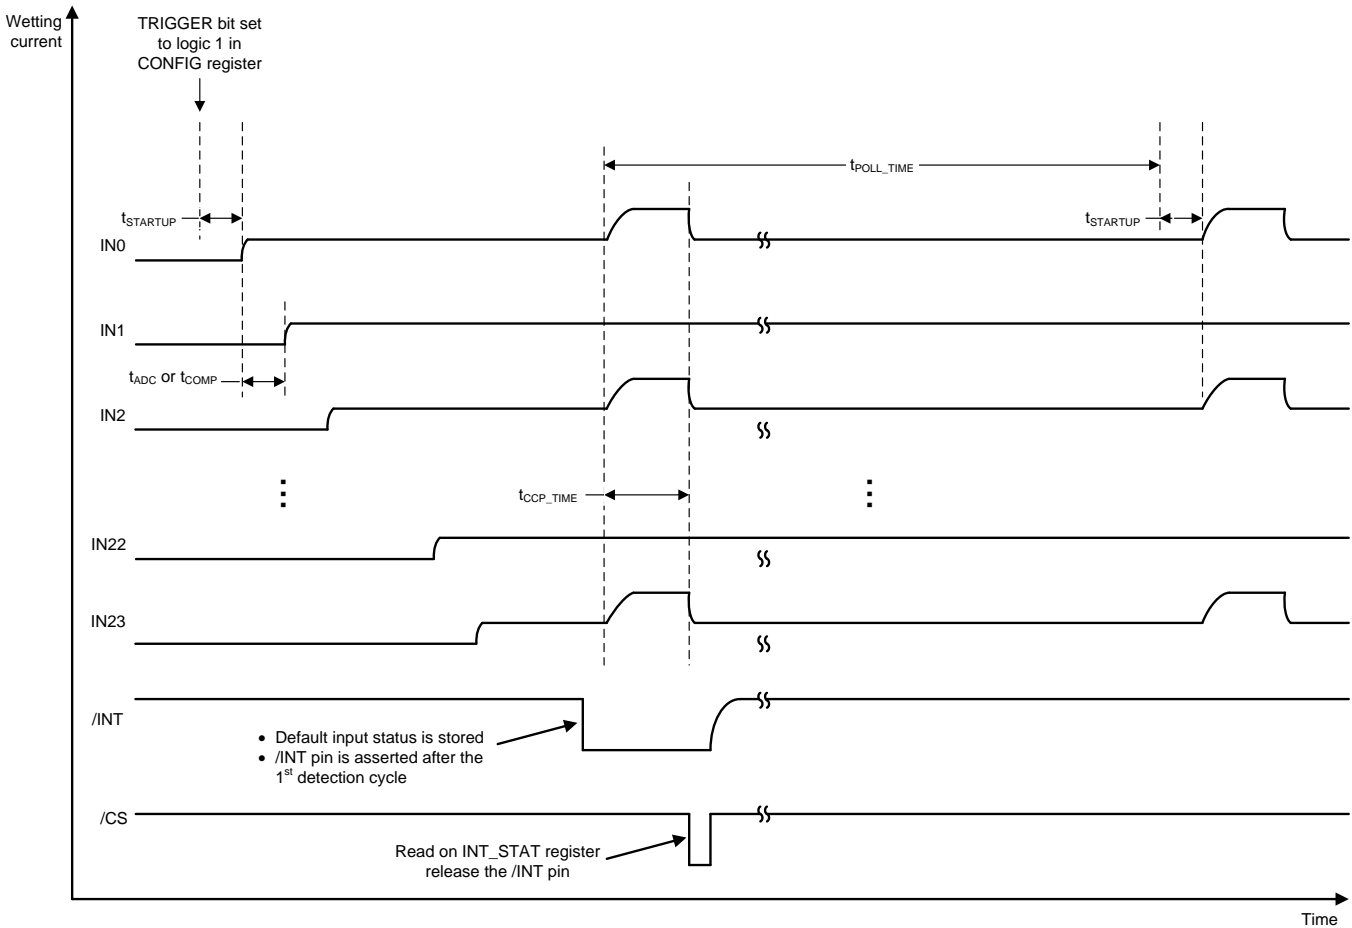 Wetting
current
TRIGGER bit set
to logic 1 in
CONFIG register
tPOLL_TIME
tSTARTUP
tSTARTUP
IN0
IN1
tADC or tCOMP
IN2
tCCP_TIME
IN22
IN23
/INT
• Default input status is stored
• /INT pin is asserted after the
1st detection cycle
/CS
Read on INT_STAT register
release the /INT pin
Time